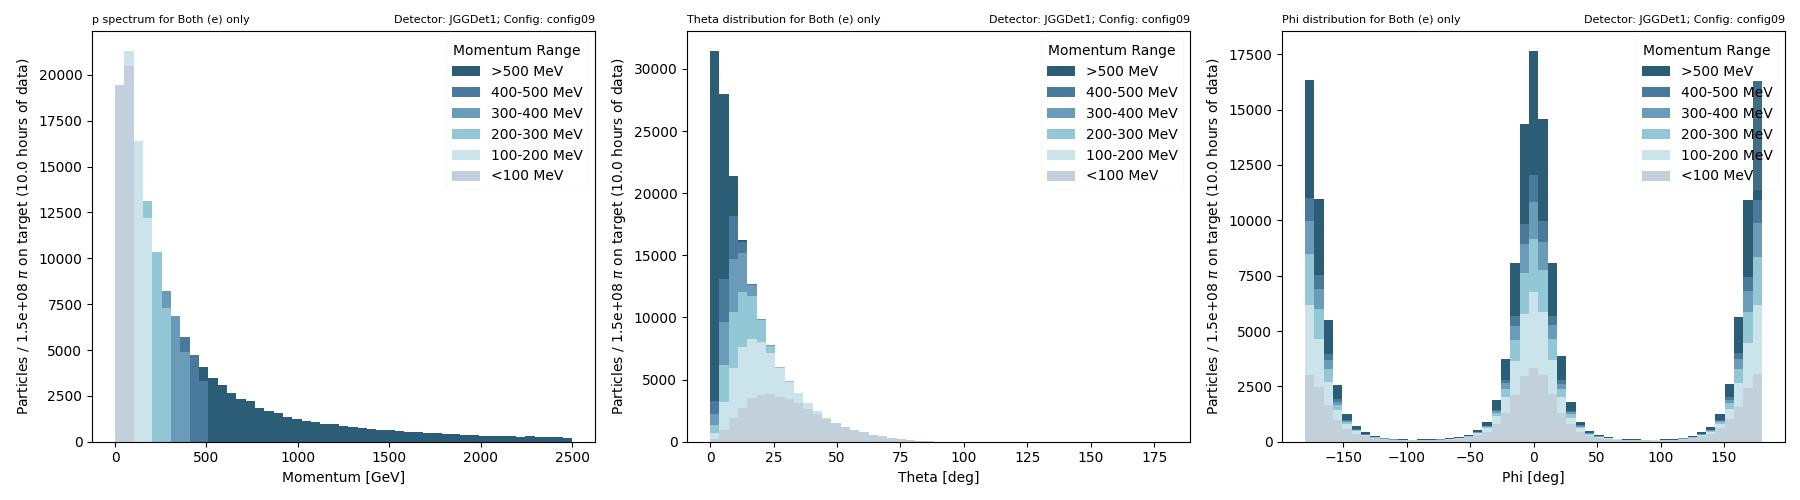 p spectrum for Both (e) only
Detector: JGGDet1; Config: config09
Momentum Range
>500 MeV
400-500 MeV
300-400 MeV
200-300 MeV
100-200 MeV
<100 MeV
20000
17500
15000
12500
10000
7500
5000
2500
0
Particles / 1.5e+08 π on target (10.0 hours of data)
0
500
1000
1500
2000
2500
Momentum [GeV]
Theta distribution for Both (e) only
Detector: JGGDet1; Config: config09
Momentum Range
>500 MeV
400-500 MeV
300-400 MeV
200-300 MeV
100-200 MeV
<100 MeV
30000
25000
20000
15000
10000
5000
0
Particles / 1.5e+08 π on target (10.0 hours of data)
0
25
50
75
100
125
150
175
Theta [deg]
Phi distribution for Both (e) only
Detector: JGGDet1; Config: config09
Momentum Range
>500 MeV
400-500 MeV
300-400 MeV
200-300 MeV
100-200 MeV
<100 MeV
17500
15000
12500
10000
7500
5000
2500
0
Particles / 1.5e+08 π on target (10.0 hours of data)
−150
−100
−50
0
50
100
150
Phi [deg]